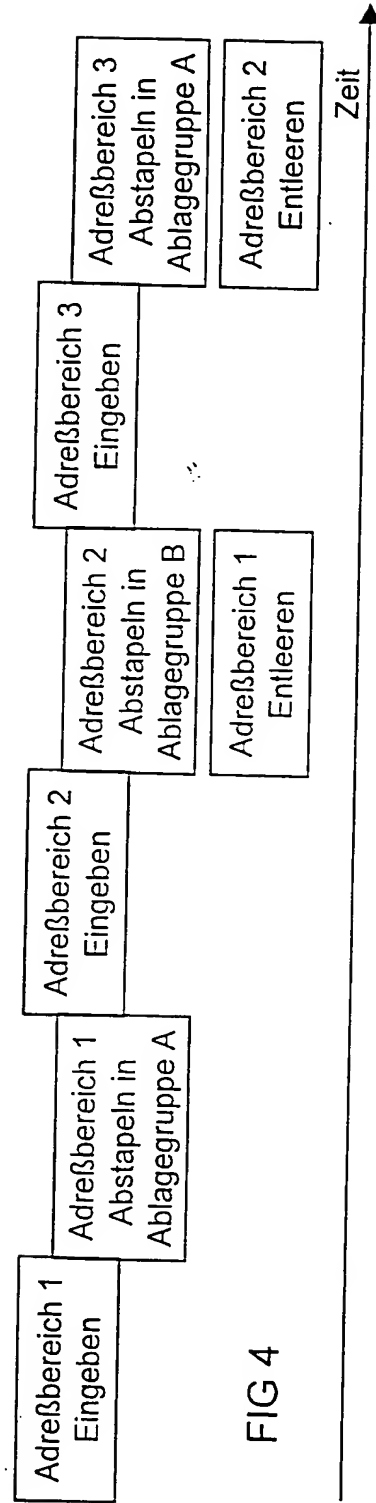 Adreßbereich 1
Eingeben
Adreßbereich 1
Abstapeln in
Ablagegruppe A
Adreßbereich 2
Eingeben
Adreßbereich 2
Abstapeln in
Ablagegruppe B
Adreßbereich 1
Entleeren
Adreßbereich 3
Eingeben
Adreßbereich 3
Abstapeln in
Ablagegruppe A
Adreßbereich 2
Entleeren
Zeit
FIG 4